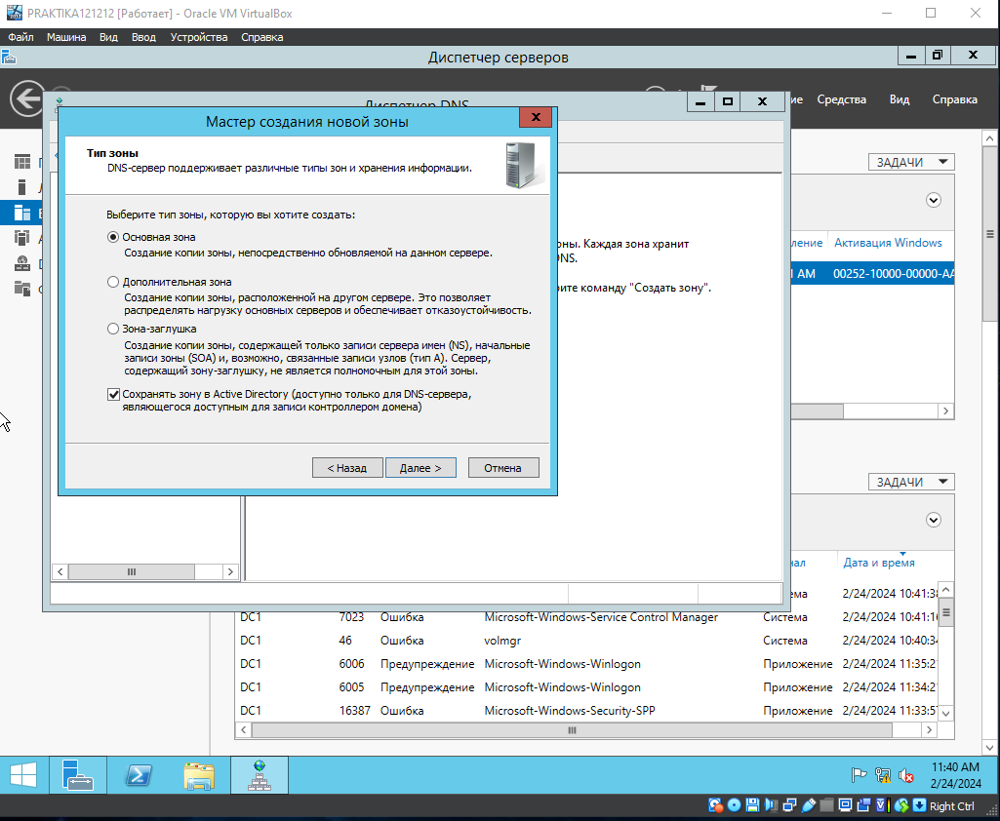 PRAKTIKA121212 [Работает] - Oracle VM VirtualBox
Файл Машина Вид Ввод Устройства Справка
Диспетчер серверов
Средства Вид Справка
Диспетчер DNS
Мастер создания новой зоны
Тип зоны
DNS-сервер поддерживает различные типы зон и хранения информации.
Выберите тип зоны, которую вы хотите создать:
Основная зона
Создание копии зоны, непосредственно обновляемой на данном сервере.
Дополнительная зона
Создание копии зоны, расположенной на другом сервере. Это позволяет
распределять нагрузку основных серверов и обеспечивает отказоустойчивость.
Зона-заглушка
Создание копии зоны, содержащей только записи сервера имен (NS), начальные
записи зоны (SOA) и, возможно, связанные записи узлов (тип A). Сервер,
содержащий зону-заглушку, не является полномочным для этой зоны.
Сохранять зону в Active Directory (доступно только для DNS-сервера,
являющегося доступным для записи контроллером домена)
< Назад Далее > Отмена
оны. Каждая зона хранит
NS.
рите команду "Создать зону".
ЗАДАЧИ
ление Активация Windows
AM 00252-10000-00000-AA
ЗАДАЧИ
нал Дата и время
ема 2/24/2024 10:41:38
DC1 7023 Ошибка Microsoft-Windows-Service Control Manager Система 2/24/2024 10:41:16
DC1 46 Ошибка volmgr Система 2/24/2024 10:40:34
DC1 6006 Предупреждение Microsoft-Windows-Winlogon Приложение 2/24/2024 11:35:2
DC1 6005 Предупреждение Microsoft-Windows-Winlogon Приложение 2/24/2024 11:34:2
DC1 16387 Ошибка Microsoft-Windows-Security-SPP Приложение 2/24/2024 11:33:57
11:40 AM
2/24/2024
Right Ctrl